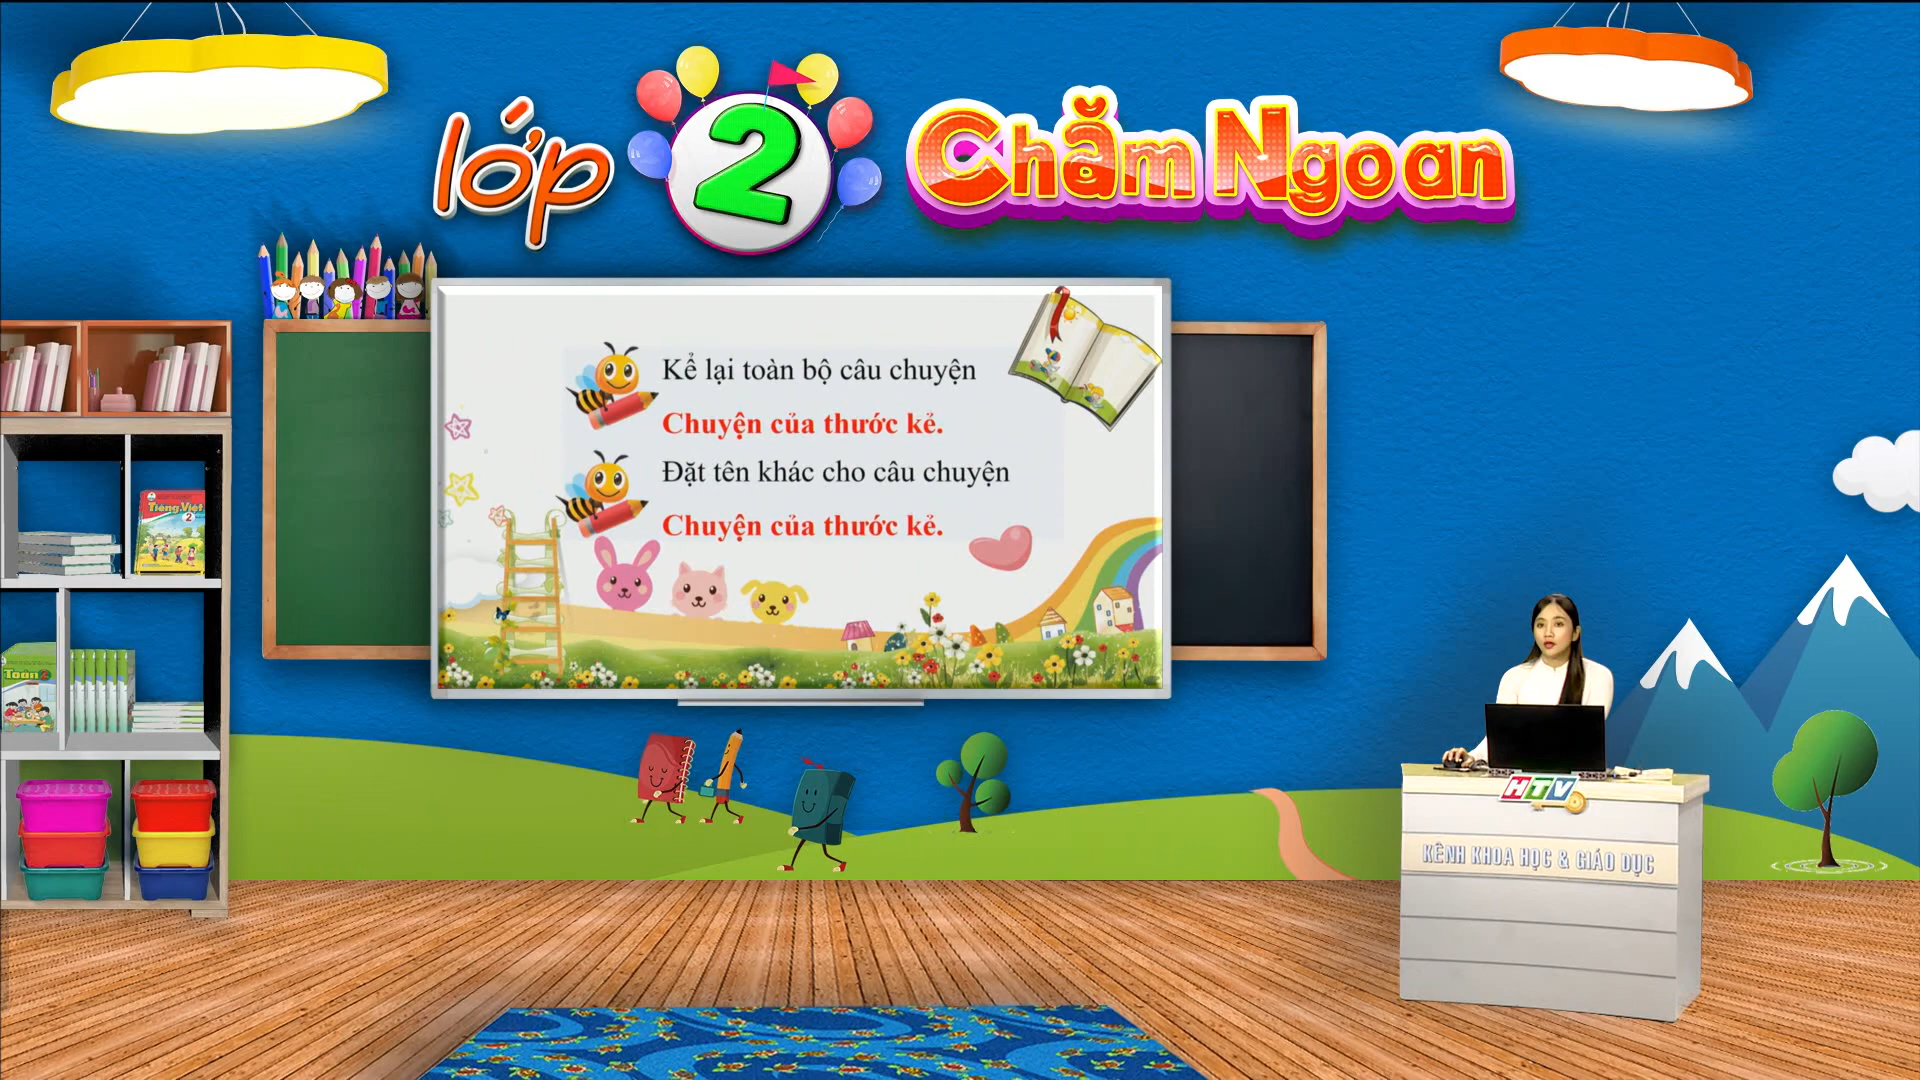 lớp 2 Chăm Ngoan
Kể lại toàn bộ câu chuyện
Chuyện của thước kẻ.
Đặt tên khác cho câu chuyện
Chuyện của thước kẻ.
Tiếng Việt
2
Toán 2
HTV
KÊNH KHOA HỌC & GIÁO DỤC